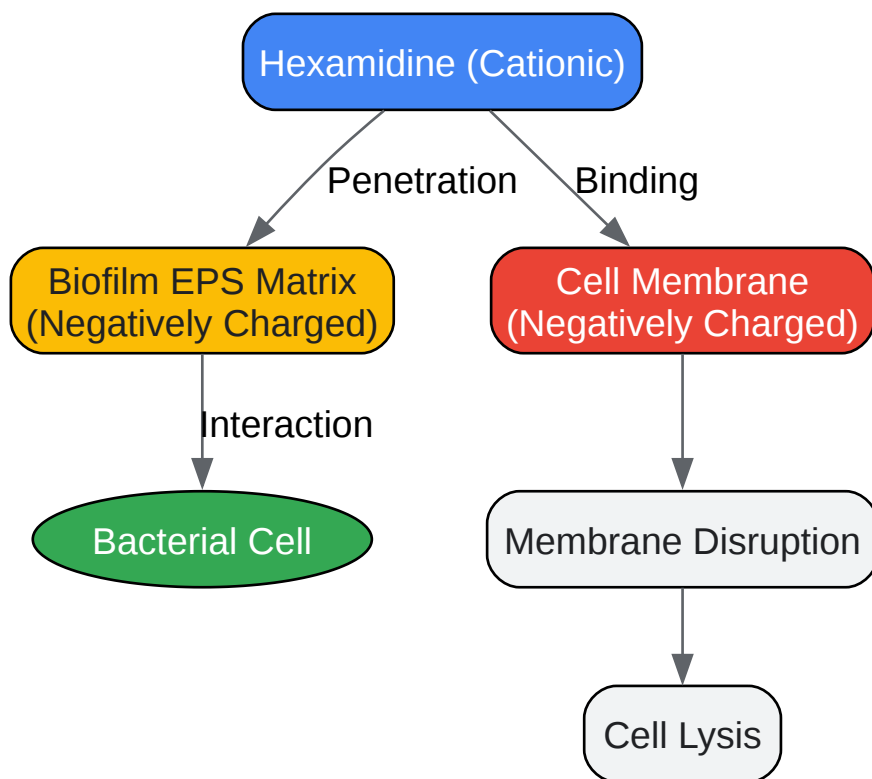 Hexamidine (Cationic)
Penetration
Binding
Biofilm EPS Matrix
(Negatively Charged)
Cell Membrane
(Negatively Charged)
Interaction
Bacterial Cell
Membrane Disruption
Cell Lysis